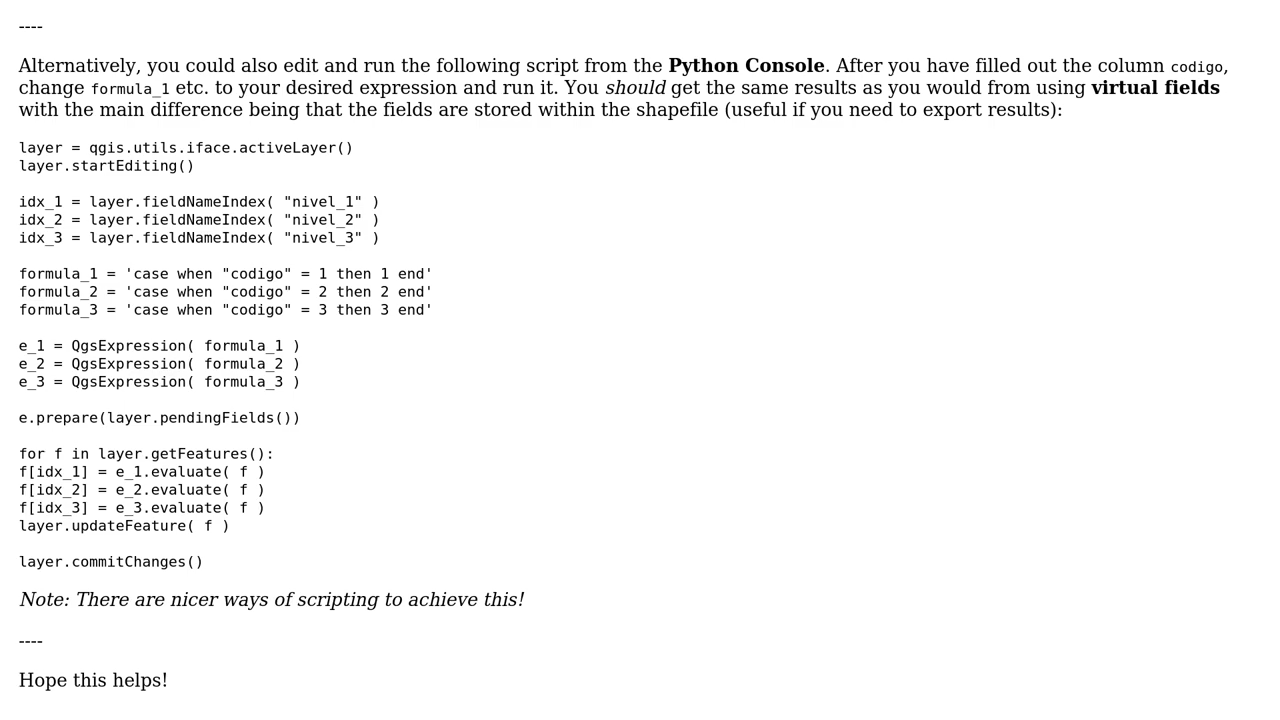 ----
Alternatively, you could also edit and run the following script from the Python Console. After you have filled out the column codigo,
change formula_1 etc. to your desired expression and run it. You should get the same results as you would from using virtual fields
with the main difference being that the fields are stored within the shapefile (useful if you need to export results):
layer = qgis.utils.iface.activeLayer()
layer.startEditing()
idx_1 = layer.fieldNameIndex( "nivel_1" )
idx_2 = layer.fieldNameIndex( "nivel_2" )
idx_3 = layer.fieldNameIndex( "nivel_3" )
formula_1 = 'case when "codigo" = 1 then 1 end'
formula_2 = 'case when "codigo" = 2 then 2 end'
formula_3 = 'case when "codigo" = 3 then 3 end'
e_1 = QgsExpression( formula_1 )
e_2 = QgsExpression( formula_2 )
e_3 = QgsExpression( formula_3 )
e.prepare(layer.pendingFields())
for f in layer.getFeatures():
f[idx_1] = e_1.evaluate( f )
f[idx_2] = e_2.evaluate( f )
f[idx_3] = e_3.evaluate( f )
layer.updateFeature( f )
layer.commitChanges()
Note: There are nicer ways of scripting to achieve this!
----
Hope this helps!